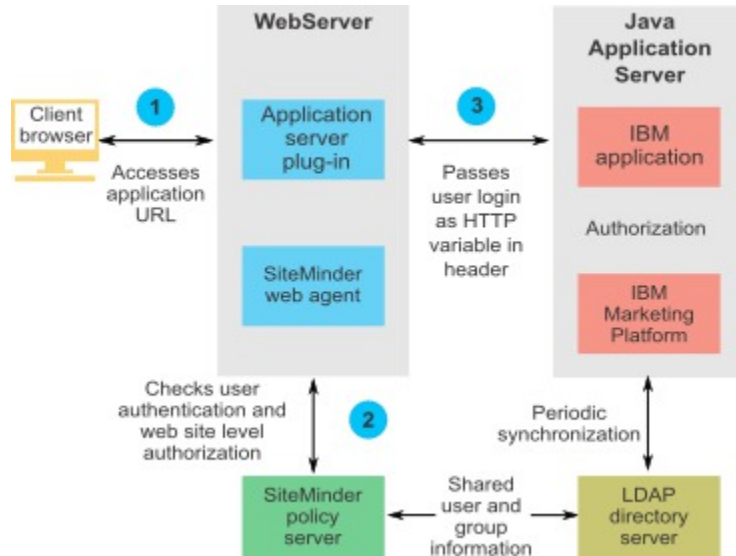 WebServer
Java
Application
Server
Client
browser
1
Accesses
application
URL
Application
server
plug-in
SiteMinder
web agent
3
Passes
user login
as HTTP
variable in
header
IBM
application
Authorization
IBM
Marketing
Platform
Checks user
authentication and
web site level
authorization
2
Periodic
synchronization
SiteMinder
policy
server
Shared
user and
group
information
LDAP
directory
server